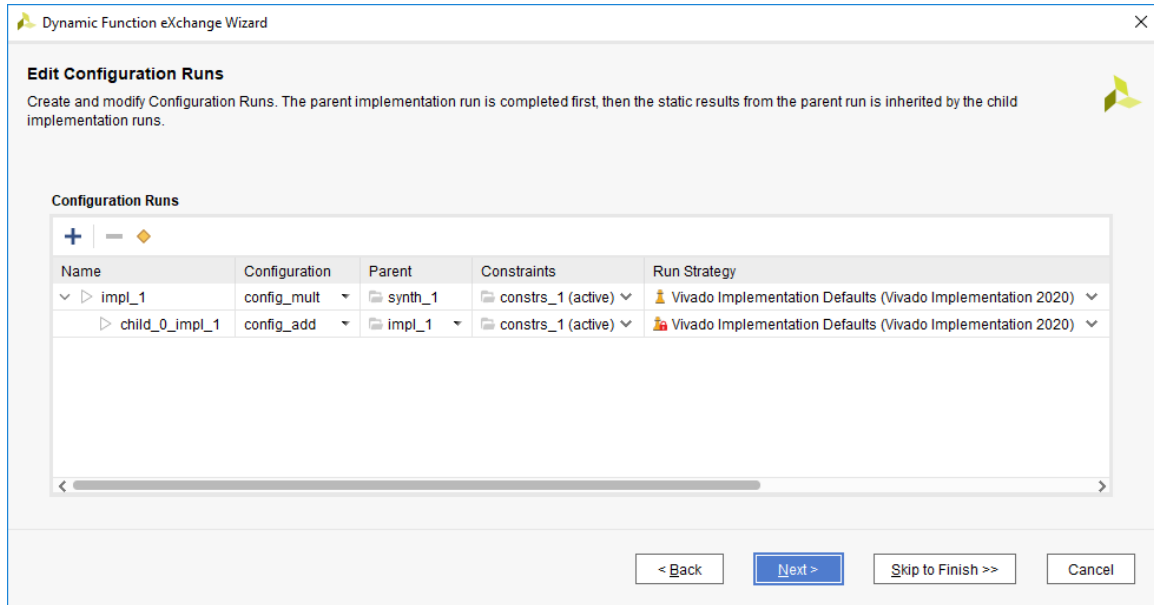 Dynamic Function eXchange Wizard
Edit Configuration Runs
Create and modify Configuration Runs. The parent implementation run is completed first, then the static results from the parent run is inherited by the child
implementation runs.
Configuration Runs
Name Configuration Parent Constraints Run Strategy
impl_1 config_mult synth_1 constrs_1 (active) Vivado Implementation Defaults (Vivado Implementation 2020)
child_0_impl_1 config_add impl_1 constrs_1 (active) Vivado Implementation Defaults (Vivado Implementation 2020)
< Back Next > Skip to Finish >> Cancel